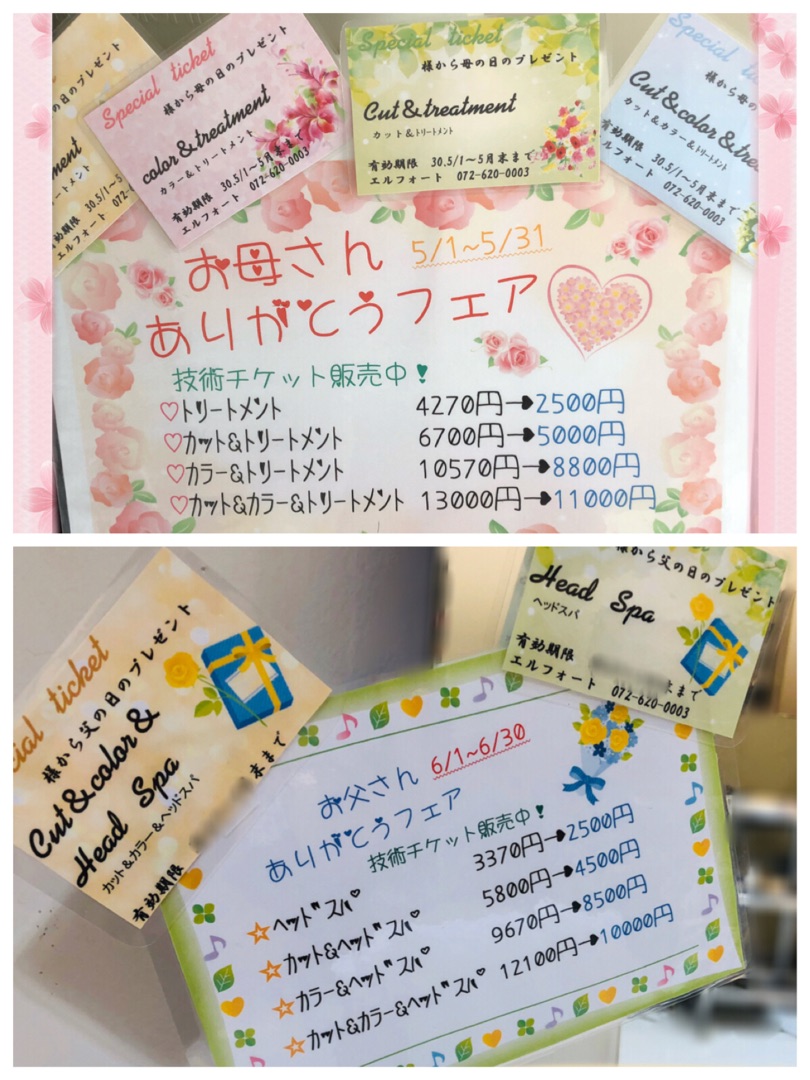 の日のプレゼント
ment
トメント
30.5/1~5
072-620
Special ticket
様から母の日のプレゼント
color&treatment
カラー&トリートメント
有効期限 30.5/1~5月末まで
エルフォート 072-620-0003
Special ticket
様から母の日のプレゼント
Cut&treatment
カット&トリートメント
有効期限 30.5/1~5月末まで
エルフォート 072-620-0003
Special
様から母の
Cut&color&tre
カット&カラー&トリートメント
有効期限 30.5/1~5月末まで
エルフォート 072-620-0003
お母さん 5/1~5/31
ありがとうフェア
技術チケット販売中!
♡トリートメント 4270円→2500円
♡カット&トリートメント 6700円→5000円
♡カラー&トリートメント 10570円→8800円
♡カット&カラー&トリートメント 13000円→11000円
cial ticket
様から父の日のプレゼント
Cut&color&
Head Spa
カット&カラー&ヘッドスパ
有効期限 末まで
様から父の日のプレゼント
Head Spa
ヘッドスパ
有効期限 末まで
エルフォート 072-620-0003
お父さん 6/1~6/30
ありがとうフェア
技術チケット販売中!
☆ヘッドスパ 3370円→2500円
☆カット&ヘッドスパ 5800円→4500円
☆カラー&ヘッドスパ 9670円→8500円
☆カット&カラー&ヘッドスパ 12100円→10000円